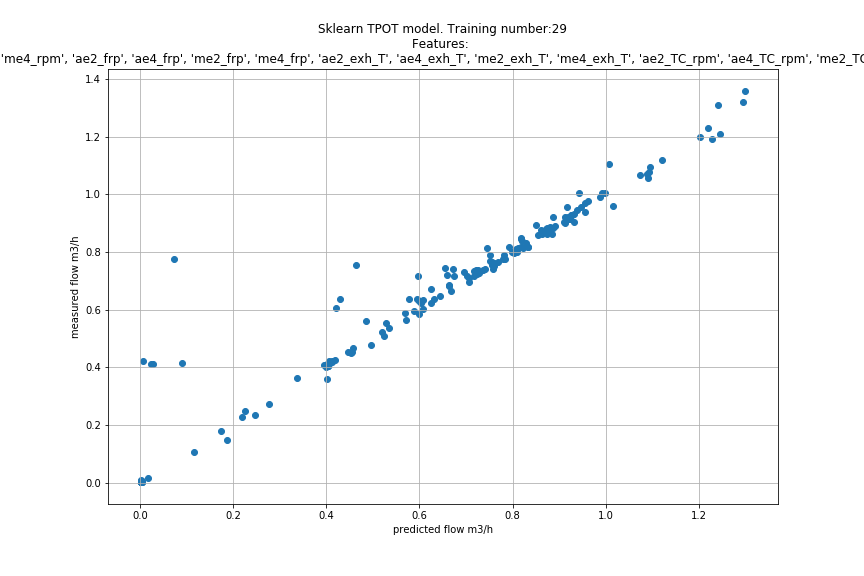 Sklearn TPOT model. Training number:29
Features:
'me4_rpm', 'ae2_frp', 'ae4_frp', 'me2_frp', 'me4_frp', 'ae2_exh_T', 'ae4_exh_T', 'me2_exh_T', 'me4_exh_T', 'ae2_TC_rpm', 'ae4_TC_rpm', 'me2_TC
1.4
1.2
1.0
0.8
0.6
0.4
0.2
0.0
measured flow m3/h
0.0 0.2 0.4 0.6 0.8 1.0 1.2
predicted flow m3/h